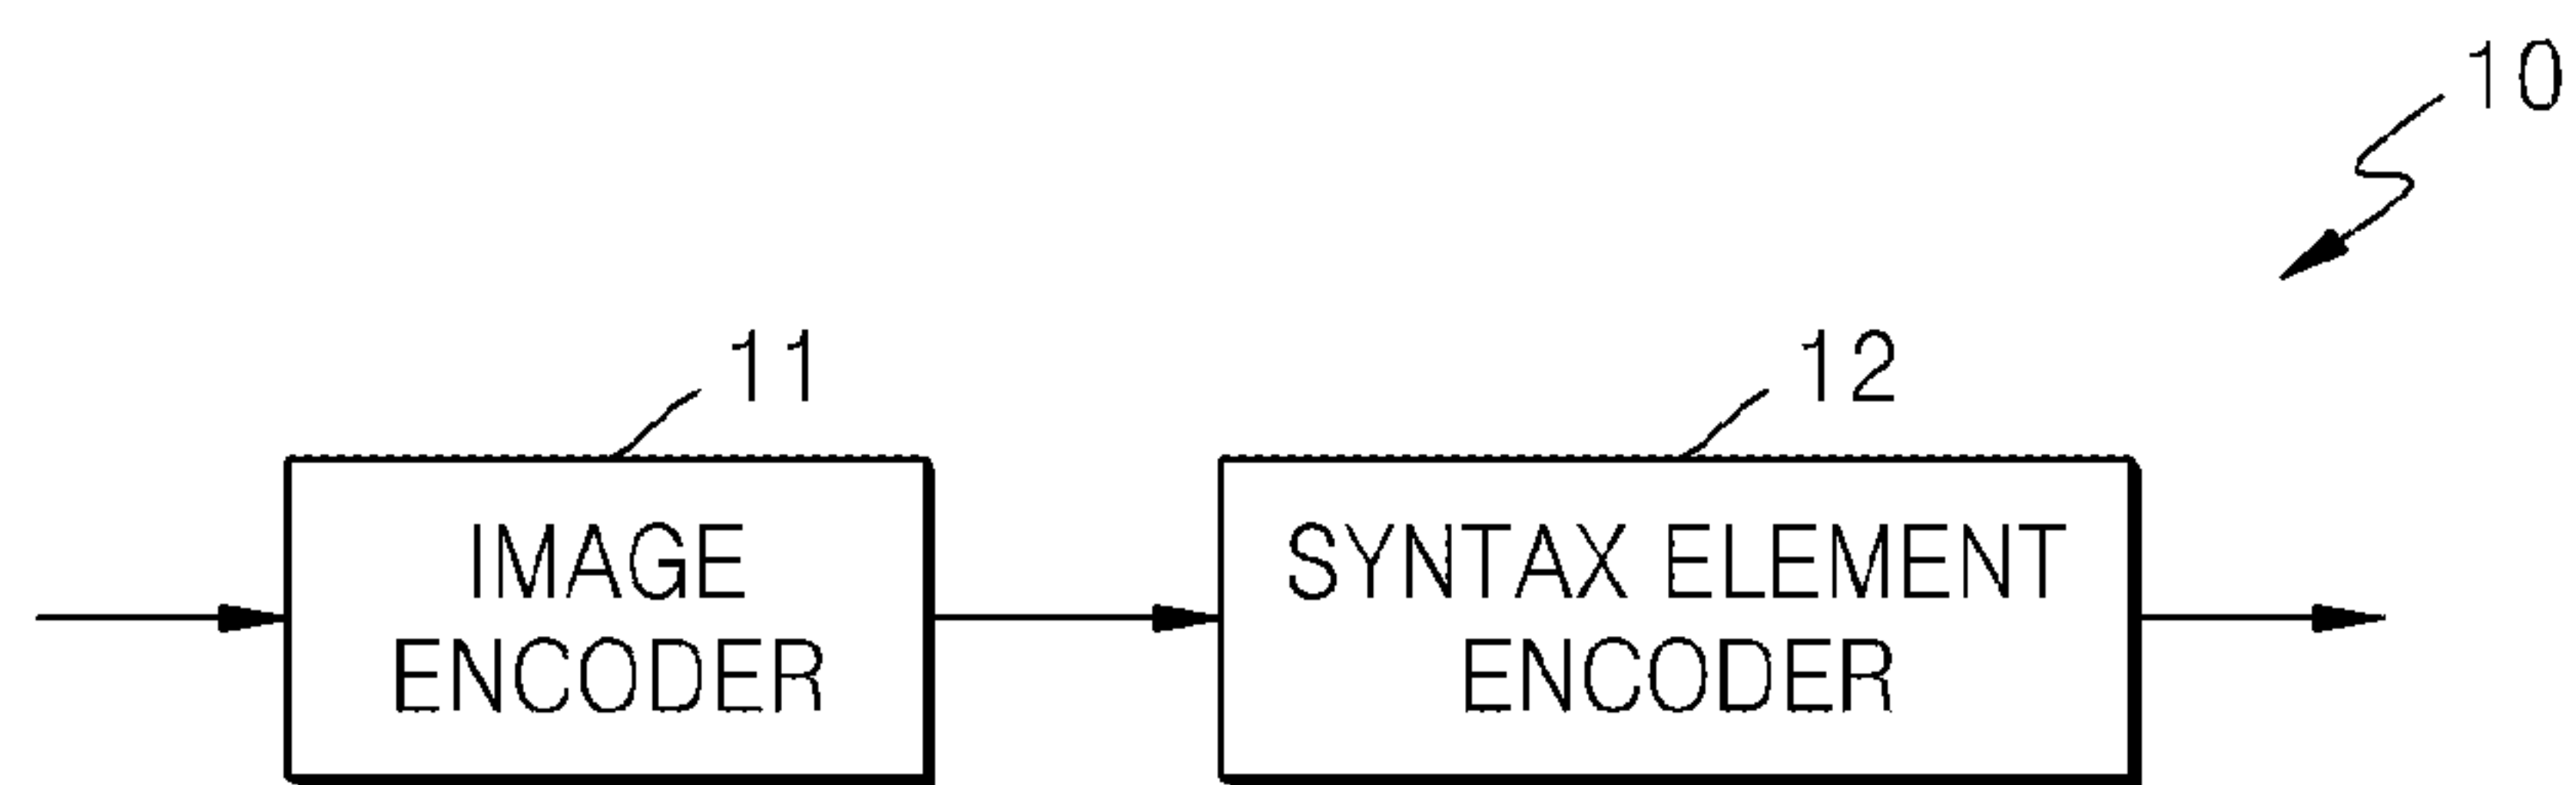 10
11
12
IMAGE
ENCODER
SYNTAX ELEMENT
ENCODER